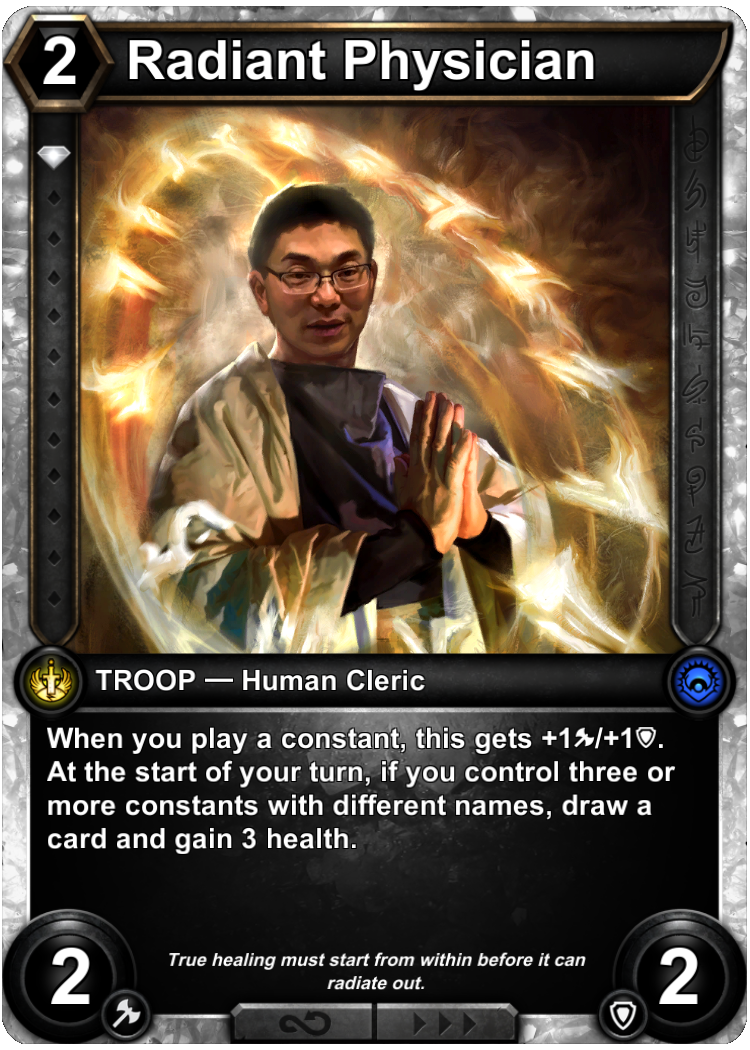 2
Radiant Physician
TROOP — Human Cleric
When you play a constant, this gets +1/+1.
At the start of your turn, if you control three or
more constants with different names, draw a
card and gain 3 health.
True healing must start from within before it can
radiate out.
2
2